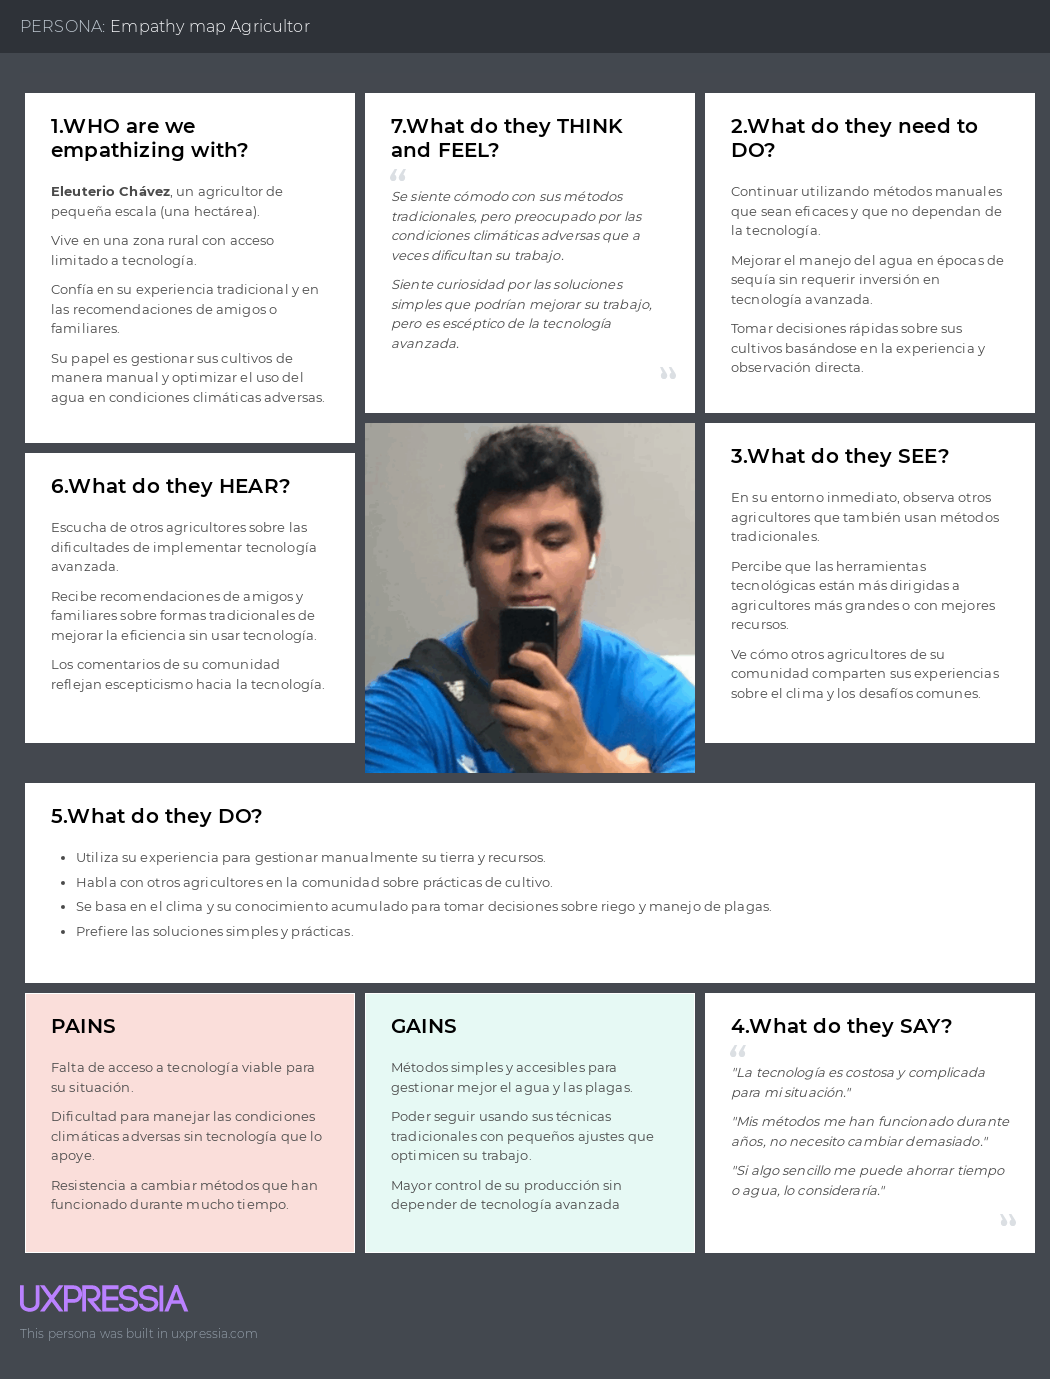 PERSONA: Empathy map Agricultor
1.WHO are we
empathizing with?
Eleuterio Chávez, un agricultor de
pequeña escala (una hectárea).
Vive en una zona rural con acceso
limitado a tecnología.
Confía en su experiencia tradicional y en
las recomendaciones de amigos o
familiares.
Su papel es gestionar sus cultivos de
manera manual y optimizar el uso del
agua en condiciones climáticas adversas.
7.What do they THINK
and FEEL?
“
Se siente cómodo con sus métodos
tradicionales, pero preocupado por las
condiciones climáticas adversas que a
veces dificultan su trabajo.
Siente curiosidad por las soluciones
simples que podrían mejorar su trabajo,
pero es escéptico de la tecnología
avanzada.
”
2.What do they need to
DO?
Continuar utilizando métodos manuales
que sean eficaces y que no dependan de
la tecnología.
Mejorar el manejo del agua en épocas de
sequía sin requerir inversión en
tecnología avanzada.
Tomar decisiones rápidas sobre sus
cultivos basándose en la experiencia y
observación directa.
6.What do they HEAR?
Escucha de otros agricultores sobre las
dificultades de implementar tecnología
avanzada.
Recibe recomendaciones de amigos y
familiares sobre formas tradicionales de
mejorar la eficiencia sin usar tecnología.
Los comentarios de su comunidad
reflejan escepticismo hacia la tecnología.
3.What do they SEE?
En su entorno inmediato, observa otros
agricultores que también usan métodos
tradicionales.
Percibe que las herramientas
tecnológicas están más dirigidas a
agricultores más grandes o con mejores
recursos.
Ve cómo otros agricultores de su
comunidad comparten sus experiencias
sobre el clima y los desafíos comunes.
5.What do they DO?
• Utiliza su experiencia para gestionar manualmente su tierra y recursos.
• Habla con otros agricultores en la comunidad sobre prácticas de cultivo.
• Se basa en el clima y su conocimiento acumulado para tomar decisiones sobre riego y manejo de plagas.
• Prefiere las soluciones simples y prácticas.
PAINS
Falta de acceso a tecnología viable para
su situación.
Dificultad para manejar las condiciones
climáticas adversas sin tecnología que lo
apoye.
Resistencia a cambiar métodos que han
funcionado durante mucho tiempo.
GAINS
Métodos simples y accesibles para
gestionar mejor el agua y las plagas.
Poder seguir usando sus técnicas
tradicionales con pequeños ajustes que
optimicen su trabajo.
Mayor control de su producción sin
depender de tecnología avanzada
4.What do they SAY?
“
"La tecnología es costosa y complicada
para mi situación."
"Mis métodos me han funcionado durante
años, no necesito cambiar demasiado."
"Si algo sencillo me puede ahorrar tiempo
o agua, lo consideraría."
”
UXPRESSIA
This persona was built in uxpressia.com